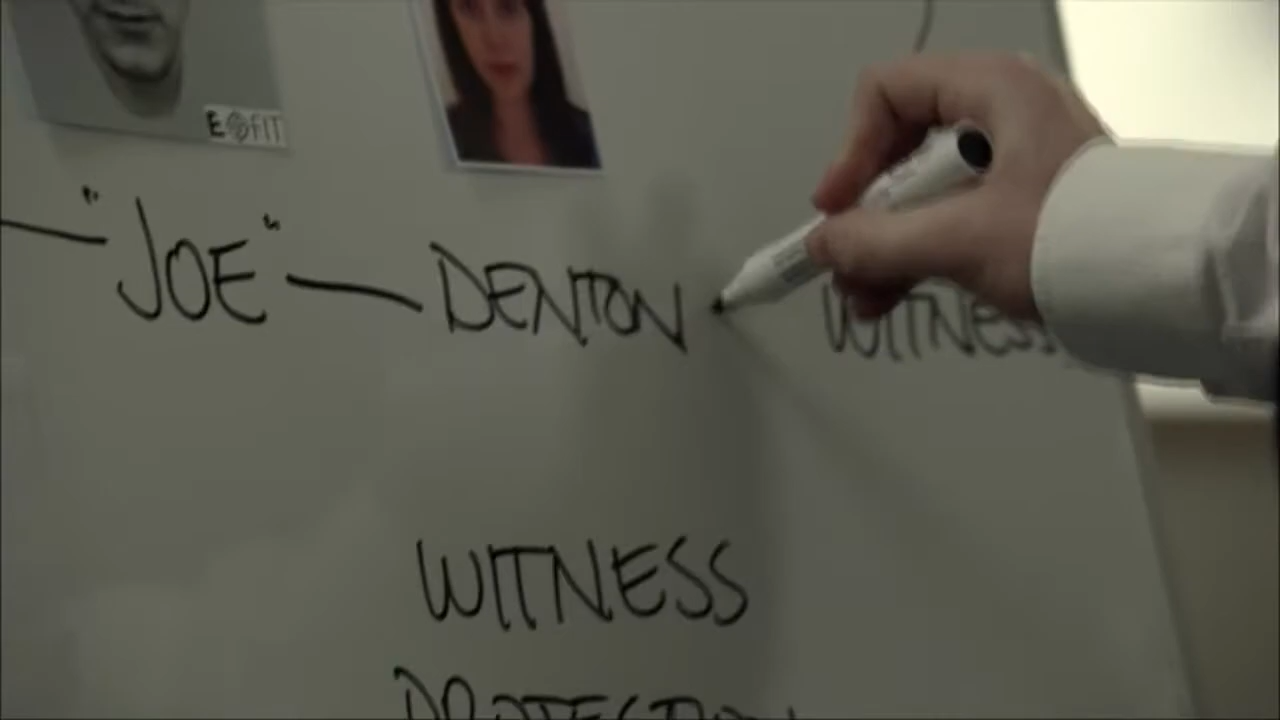 E FIT
"JOE" — DENTON WITNESS
WITNESS
PROTECTION